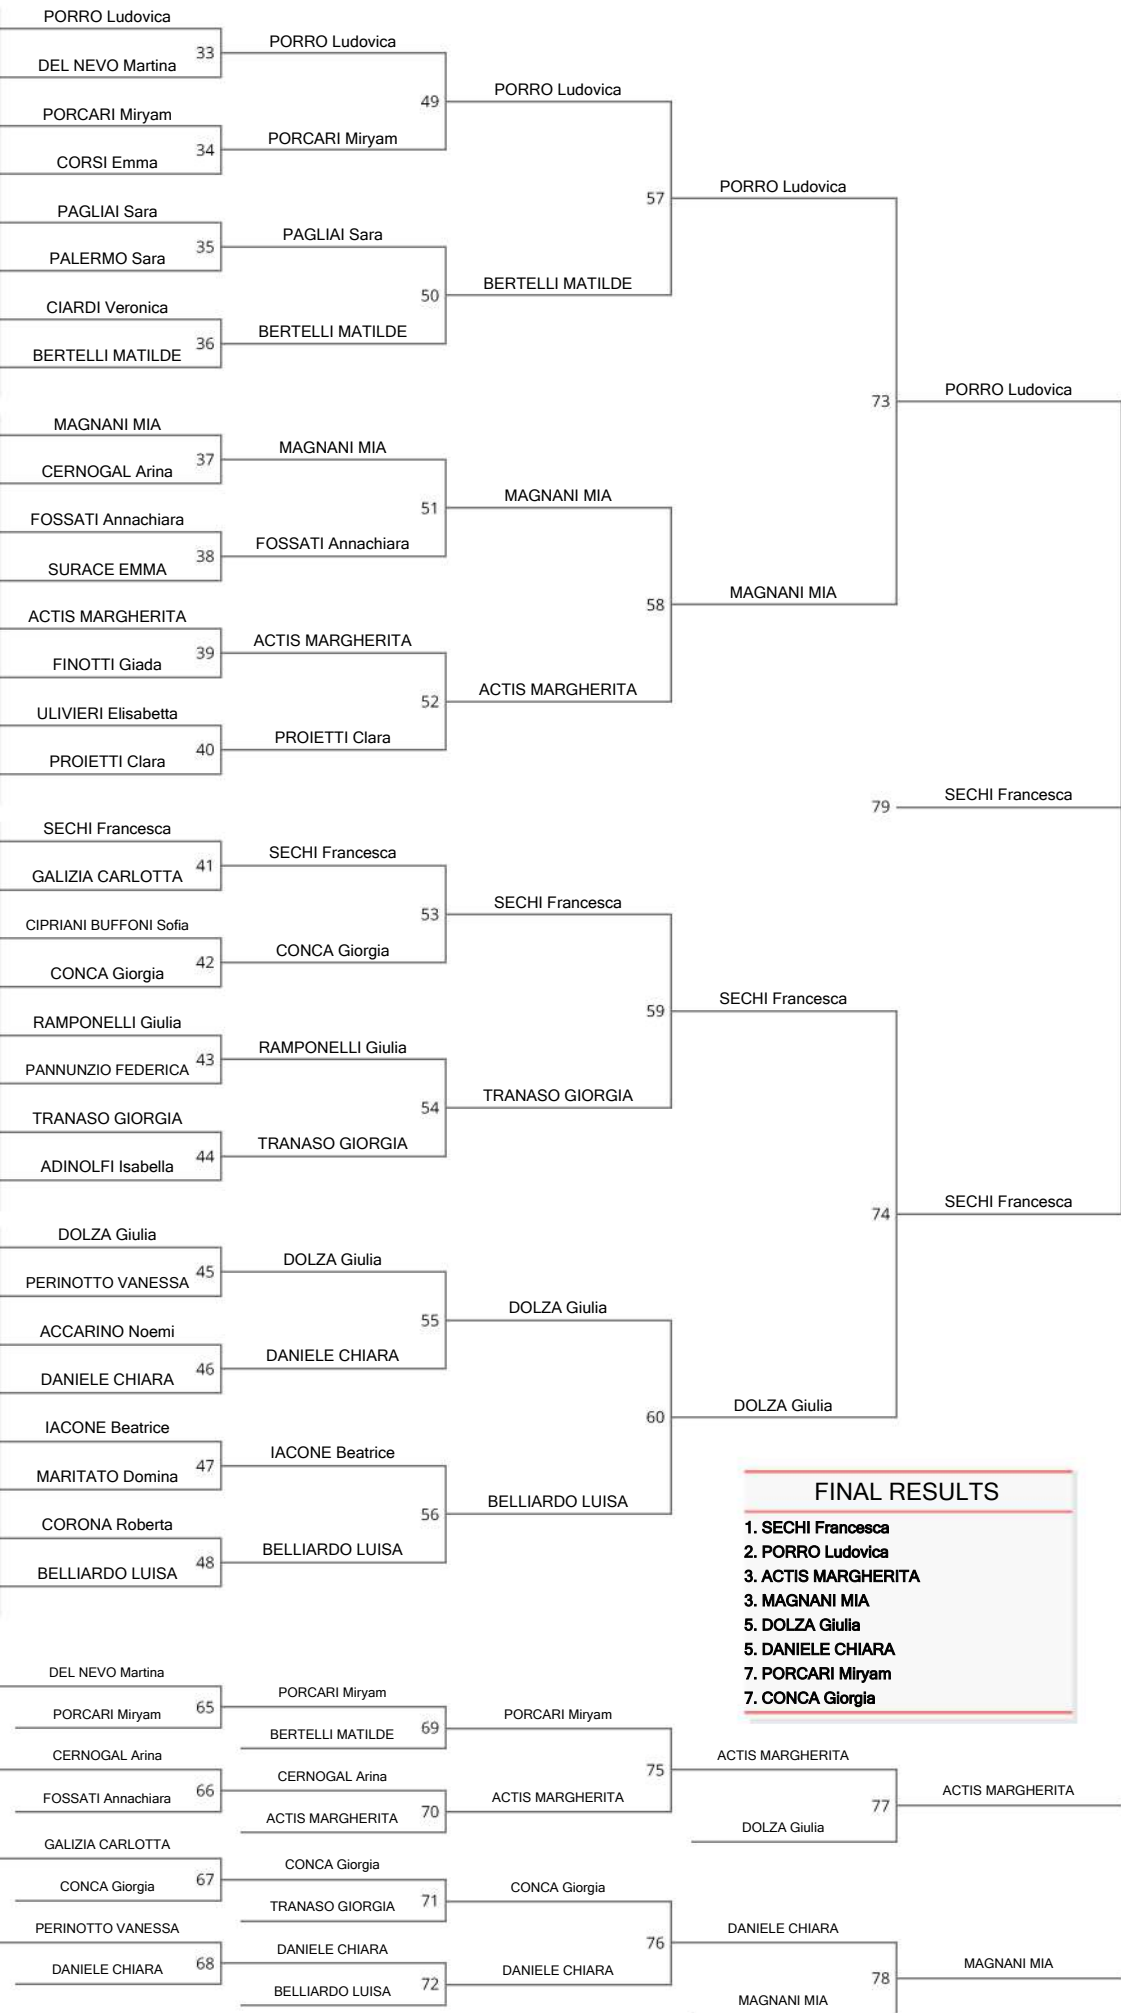 PORRO Ludovica
33
DEL NEVO Martina
PORRO Ludovica
49
PORCARI Miryam
34
CORSI Emma
PORCARI Miryam
PORRO Ludovica
57
PAGLIAI Sara
35
PALERMO Sara
PAGLIAI Sara
50
CIARDI Veronica
36
BERTELLI MATILDE
BERTELLI MATILDE
BERTELLI MATILDE
PORRO Ludovica
73
MAGNANI MIA
37
CERNOGAL Arina
MAGNANI MIA
51
FOSSATI Annachiara
38
SURACE EMMA
FOSSATI Annachiara
MAGNANI MIA
58
ACTIS MARGHERITA
39
FINOTTI Giada
ACTIS MARGHERITA
52
ULIVIERI Elisabetta
40
PROIETTI Clara
PROIETTI Clara
ACTIS MARGHERITA
MAGNANI MIA
PORRO Ludovica
79
SECHI Francesca
SECHI Francesca
41
GALIZIA CARLOTTA
SECHI Francesca
53
CIPRIANI BUFFONI Sofia
42
CONCA Giorgia
CONCA Giorgia
SECHI Francesca
59
RAMPONELLI Giulia
43
PANNUNZIO FEDERICA
RAMPONELLI Giulia
54
TRANASO GIORGIA
44
ADINOLFI Isabella
TRANASO GIORGIA
TRANASO GIORGIA
SECHI Francesca
74
SECHI Francesca
DOLZA Giulia
45
PERINOTTO VANESSA
DOLZA Giulia
55
ACCARINO Noemi
46
DANIELE CHIARA
DANIELE CHIARA
DOLZA Giulia
60
IACONE Beatrice
47
MARITATO Domina
IACONE Beatrice
56
CORONA Roberta
48
BELLIARDO LUISA
BELLIARDO LUISA
BELLIARDO LUISA
DOLZA Giulia
FINAL RESULTS
1. SECHI Francesca
2. PORRO Ludovica
3. ACTIS MARGHERITA
3. MAGNANI MIA
5. DOLZA Giulia
5. DANIELE CHIARA
7. PORCARI Miryam
7. CONCA Giorgia
DEL NEVO Martina
65
PORCARI Miryam
PORCARI Miryam
69
BERTELLI MATILDE
PORCARI Miryam
75
CERNOGAL Arina
66
FOSSATI Annachiara
CERNOGAL Arina
70
ACTIS MARGHERITA
ACTIS MARGHERITA
ACTIS MARGHERITA
77
DOLZA Giulia
ACTIS MARGHERITA
GALIZIA CARLOTTA
67
CONCA Giorgia
CONCA Giorgia
71
TRANASO GIORGIA
CONCA Giorgia
76
PERINOTTO VANESSA
68
DANIELE CHIARA
DANIELE CHIARA
72
BELLIARDO LUISA
DANIELE CHIARA
DANIELE CHIARA
78
MAGNANI MIA
MAGNANI MIA